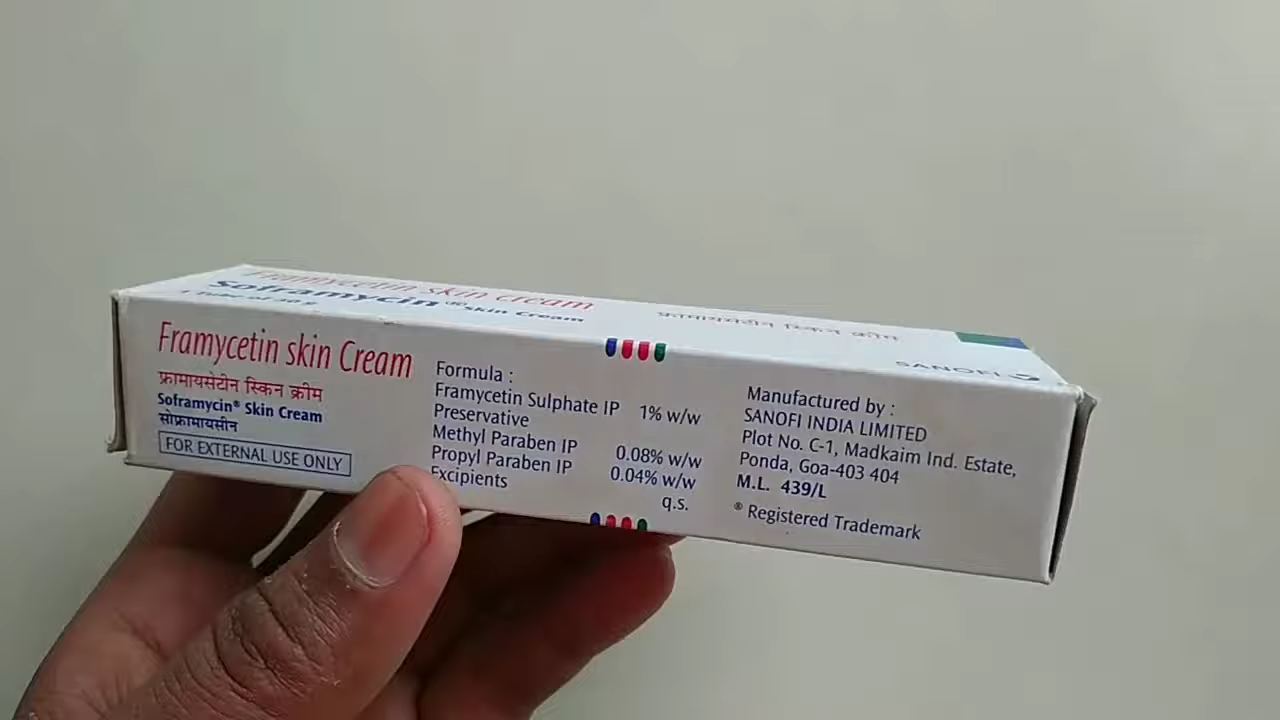 Framycetin skin Cream
Soframycin® Skin Cream
फ्रामायसेटीन स्किन क्रीम
SANOFI
Framycetin skin Cream
फ्रामायसेटीन स्किन क्रीम
Soframycin® Skin Cream
सोफ्रामायसीन
FOR EXTERNAL USE ONLY
Formula :
Framycetin Sulphate IP 1% w/w
Preservative
Methyl Paraben IP 0.08% w/w
Propyl Paraben IP 0.04% w/w
Excipients q.s.
Manufactured by :
SANOFI INDIA LIMITED
Plot No. C-1, Madkaim Ind. Estate,
Ponda, Goa-403 404
M.L. 439/L
® Registered Trademark